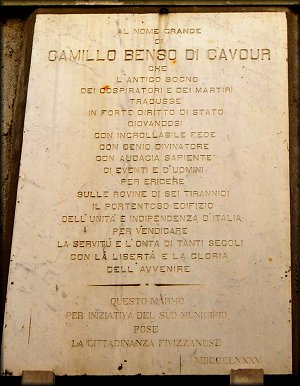 AL NOME GRANDE
DI
CAMILLO BENSO DI CAVOUR
CHE
L'ANTICO SOGNO
DEI COSPIRATORI E DEI MARTIRI
TRADUSSE
IN FORTE DIRITTO DI STATO
GIOVANDOSI
CON INCROLLABILE FEDE
CON GENIO DIVINATORE
CON AUDACIA SAPIENTE
DI EVENTI E D'UOMINI
PER ERIGERE
SULLE ROVINE DI SEI TIRANNIDI
IL PORTENTOSO EDIFIZIO
DELL'UNITÀ E INDIPENDENZA D'ITALIA
PER VENDICARE
LA SERVITÙ E L'ONTA DI TANTI SECOLI
CON LA LIBERTÀ E LA GLORIA
DELL'AVVENIRE
QUESTO MARMO
PER INIZIATIVA DEL SUO MUNICIPIO
POSE
LA CITTADINANZA FIVIZZANESE
MDCCCLXXXV